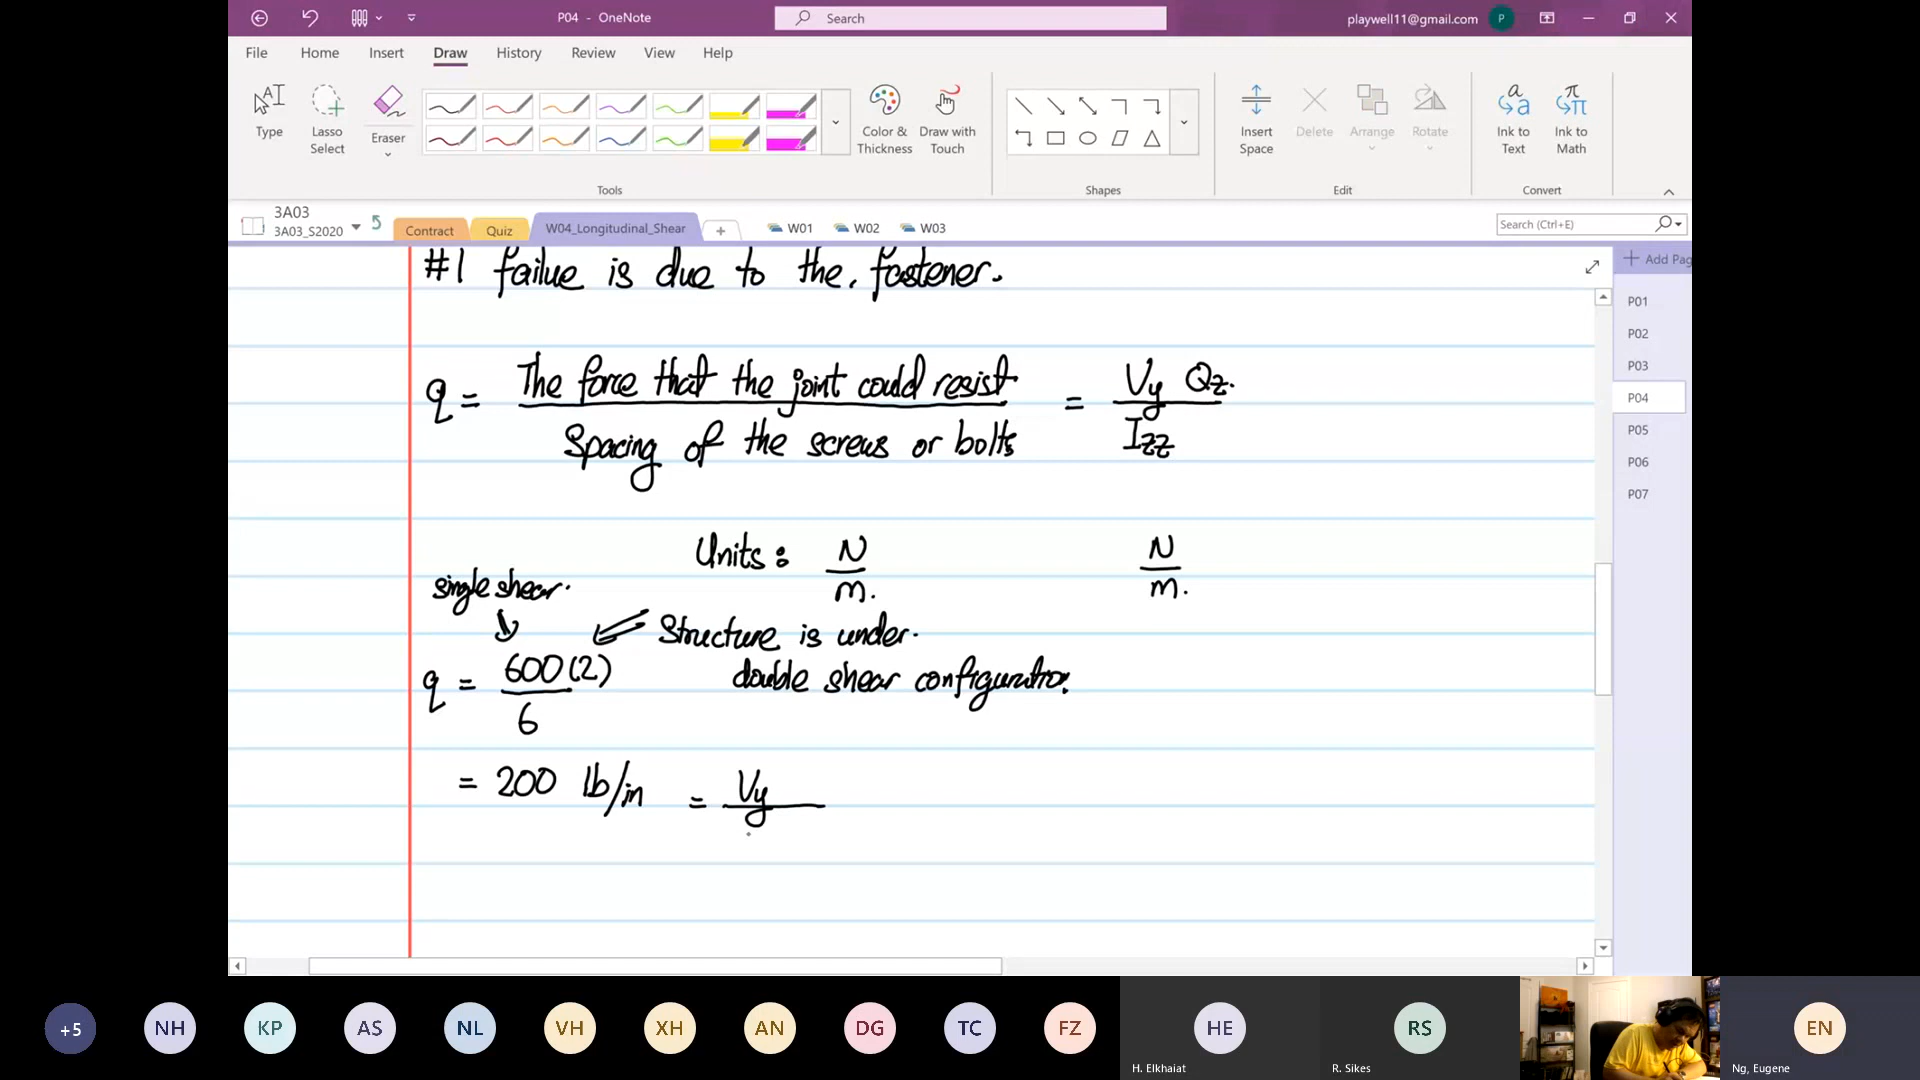 P04 - OneNote
Search
playwell11@gmail.com
P
File Home Insert Draw History Review View Help
Type
Lasso Select
Eraser
Color & Thickness
Draw with Touch
Insert Space
Delete
Arrange
Rotate
Ink to Text
Ink to Math
Tools
Shapes
Edit
Convert
3A03
3A03_S2020
Contract
Quiz
W04_Longitudinal_Shear
+
W01
W02
W03
Search (Ctrl+E)
Add Pag
P01
P02
P03
P04
P05
P06
P07
#1 failue is due to the. fastener.
q = The force that the joint could resist / Spacing of the screws or bolts = Vy Qz. / Izz
Units: N/m. N/m.
single shear.
Structure is under.
double shear configuration.
q = 600(2) / 6
= 200 lb/in = Vy
+5 NH KP AS NL VH XH AN DG TC FZ HE RS EN
H. Elkhaiat
R. Sikes
Ng, Eugene